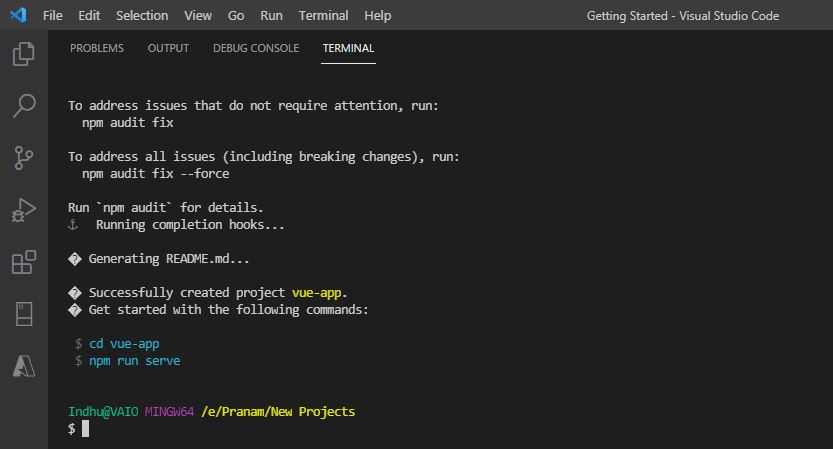 File Edit Selection View Go Run Terminal Help Getting Started - Visual Studio Code
PROBLEMS OUTPUT DEBUG CONSOLE TERMINAL
To address issues that do not require attention, run:
npm audit fix
To address all issues (including breaking changes), run:
npm audit fix --force
Run `npm audit` for details.
⚓ Running completion hooks...
� Generating README.md...
� Successfully created project vue-app.
� Get started with the following commands:
$ cd vue-app
$ npm run serve
Indhu@VAIO MINGW64 /e/Pranam/New Projects
$